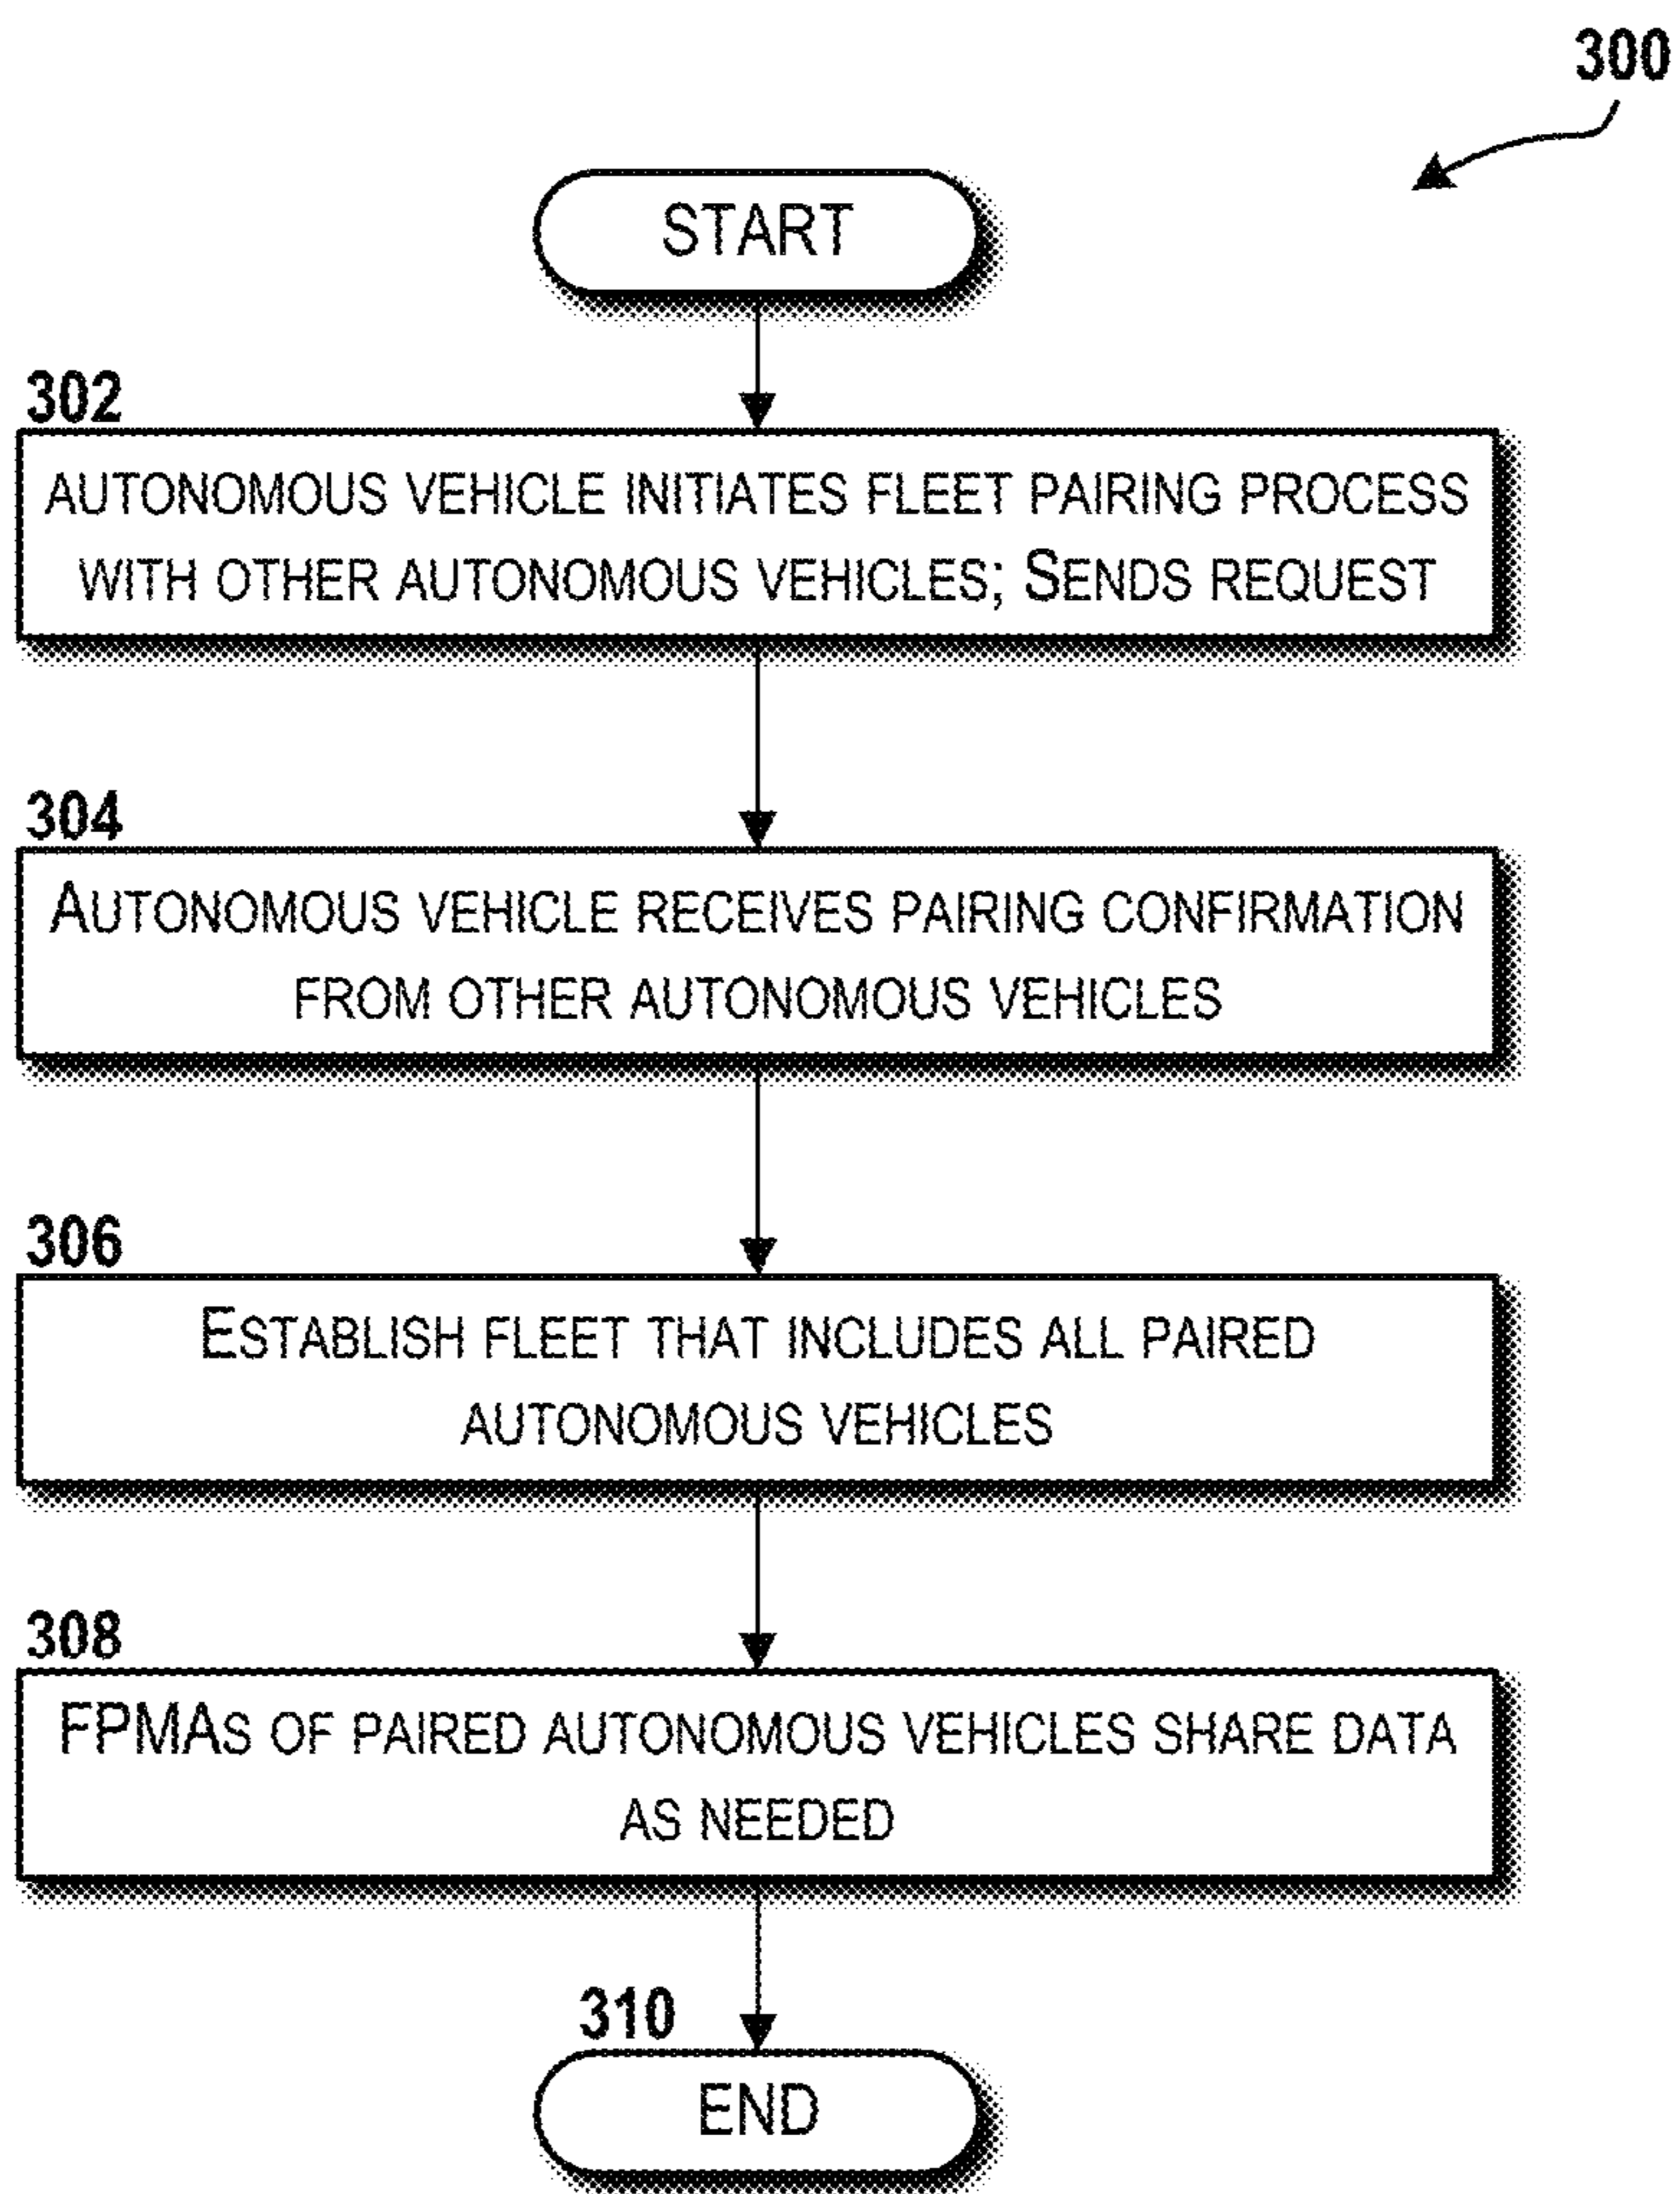 300
START
302
AUTONOMOUS VEHICLE INITIATES FLEET PAIRING PROCESS
WITH OTHER AUTONOMOUS VEHICLES; SENDS REQUEST
304
AUTONOMOUS VEHICLE RECEIVES PAIRING CONFIRMATION
FROM OTHER AUTONOMOUS VEHICLES
306
ESTABLISH FLEET THAT INCLUDES ALL PAIRED
AUTONOMOUS VEHICLES
308
FPMAS OF PAIRED AUTONOMOUS VEHICLES SHARE DATA
AS NEEDED
310
END